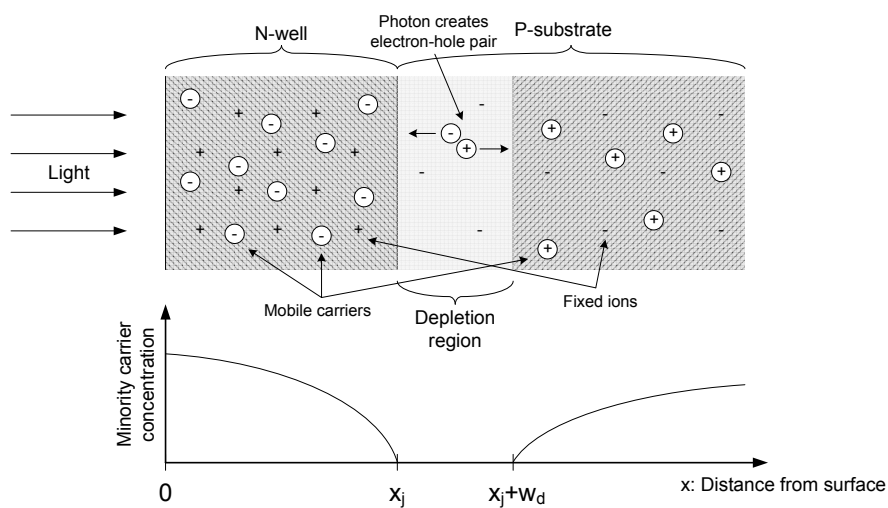 Photon creates
electron-hole pair
N-well
P-substrate
Light
Mobile carriers
Fixed ions
Depletion
region
Minority carrier
concentration
0
xj
xj+wd
x: Distance from surface